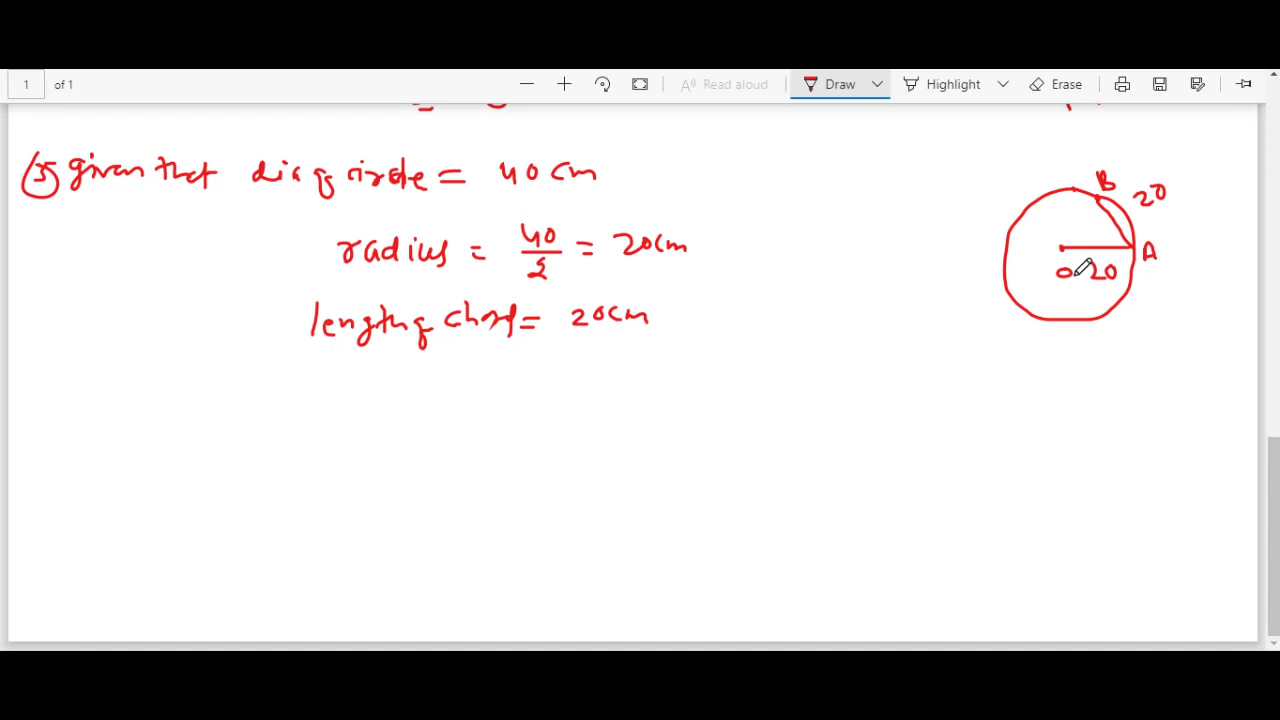 1 of 1 Read aloud Draw Highlight Erase
35 given that dia of circle = 40 cm
radius = 40/2 = 20cm
length of chord = 20cm
B 20
A
O 20